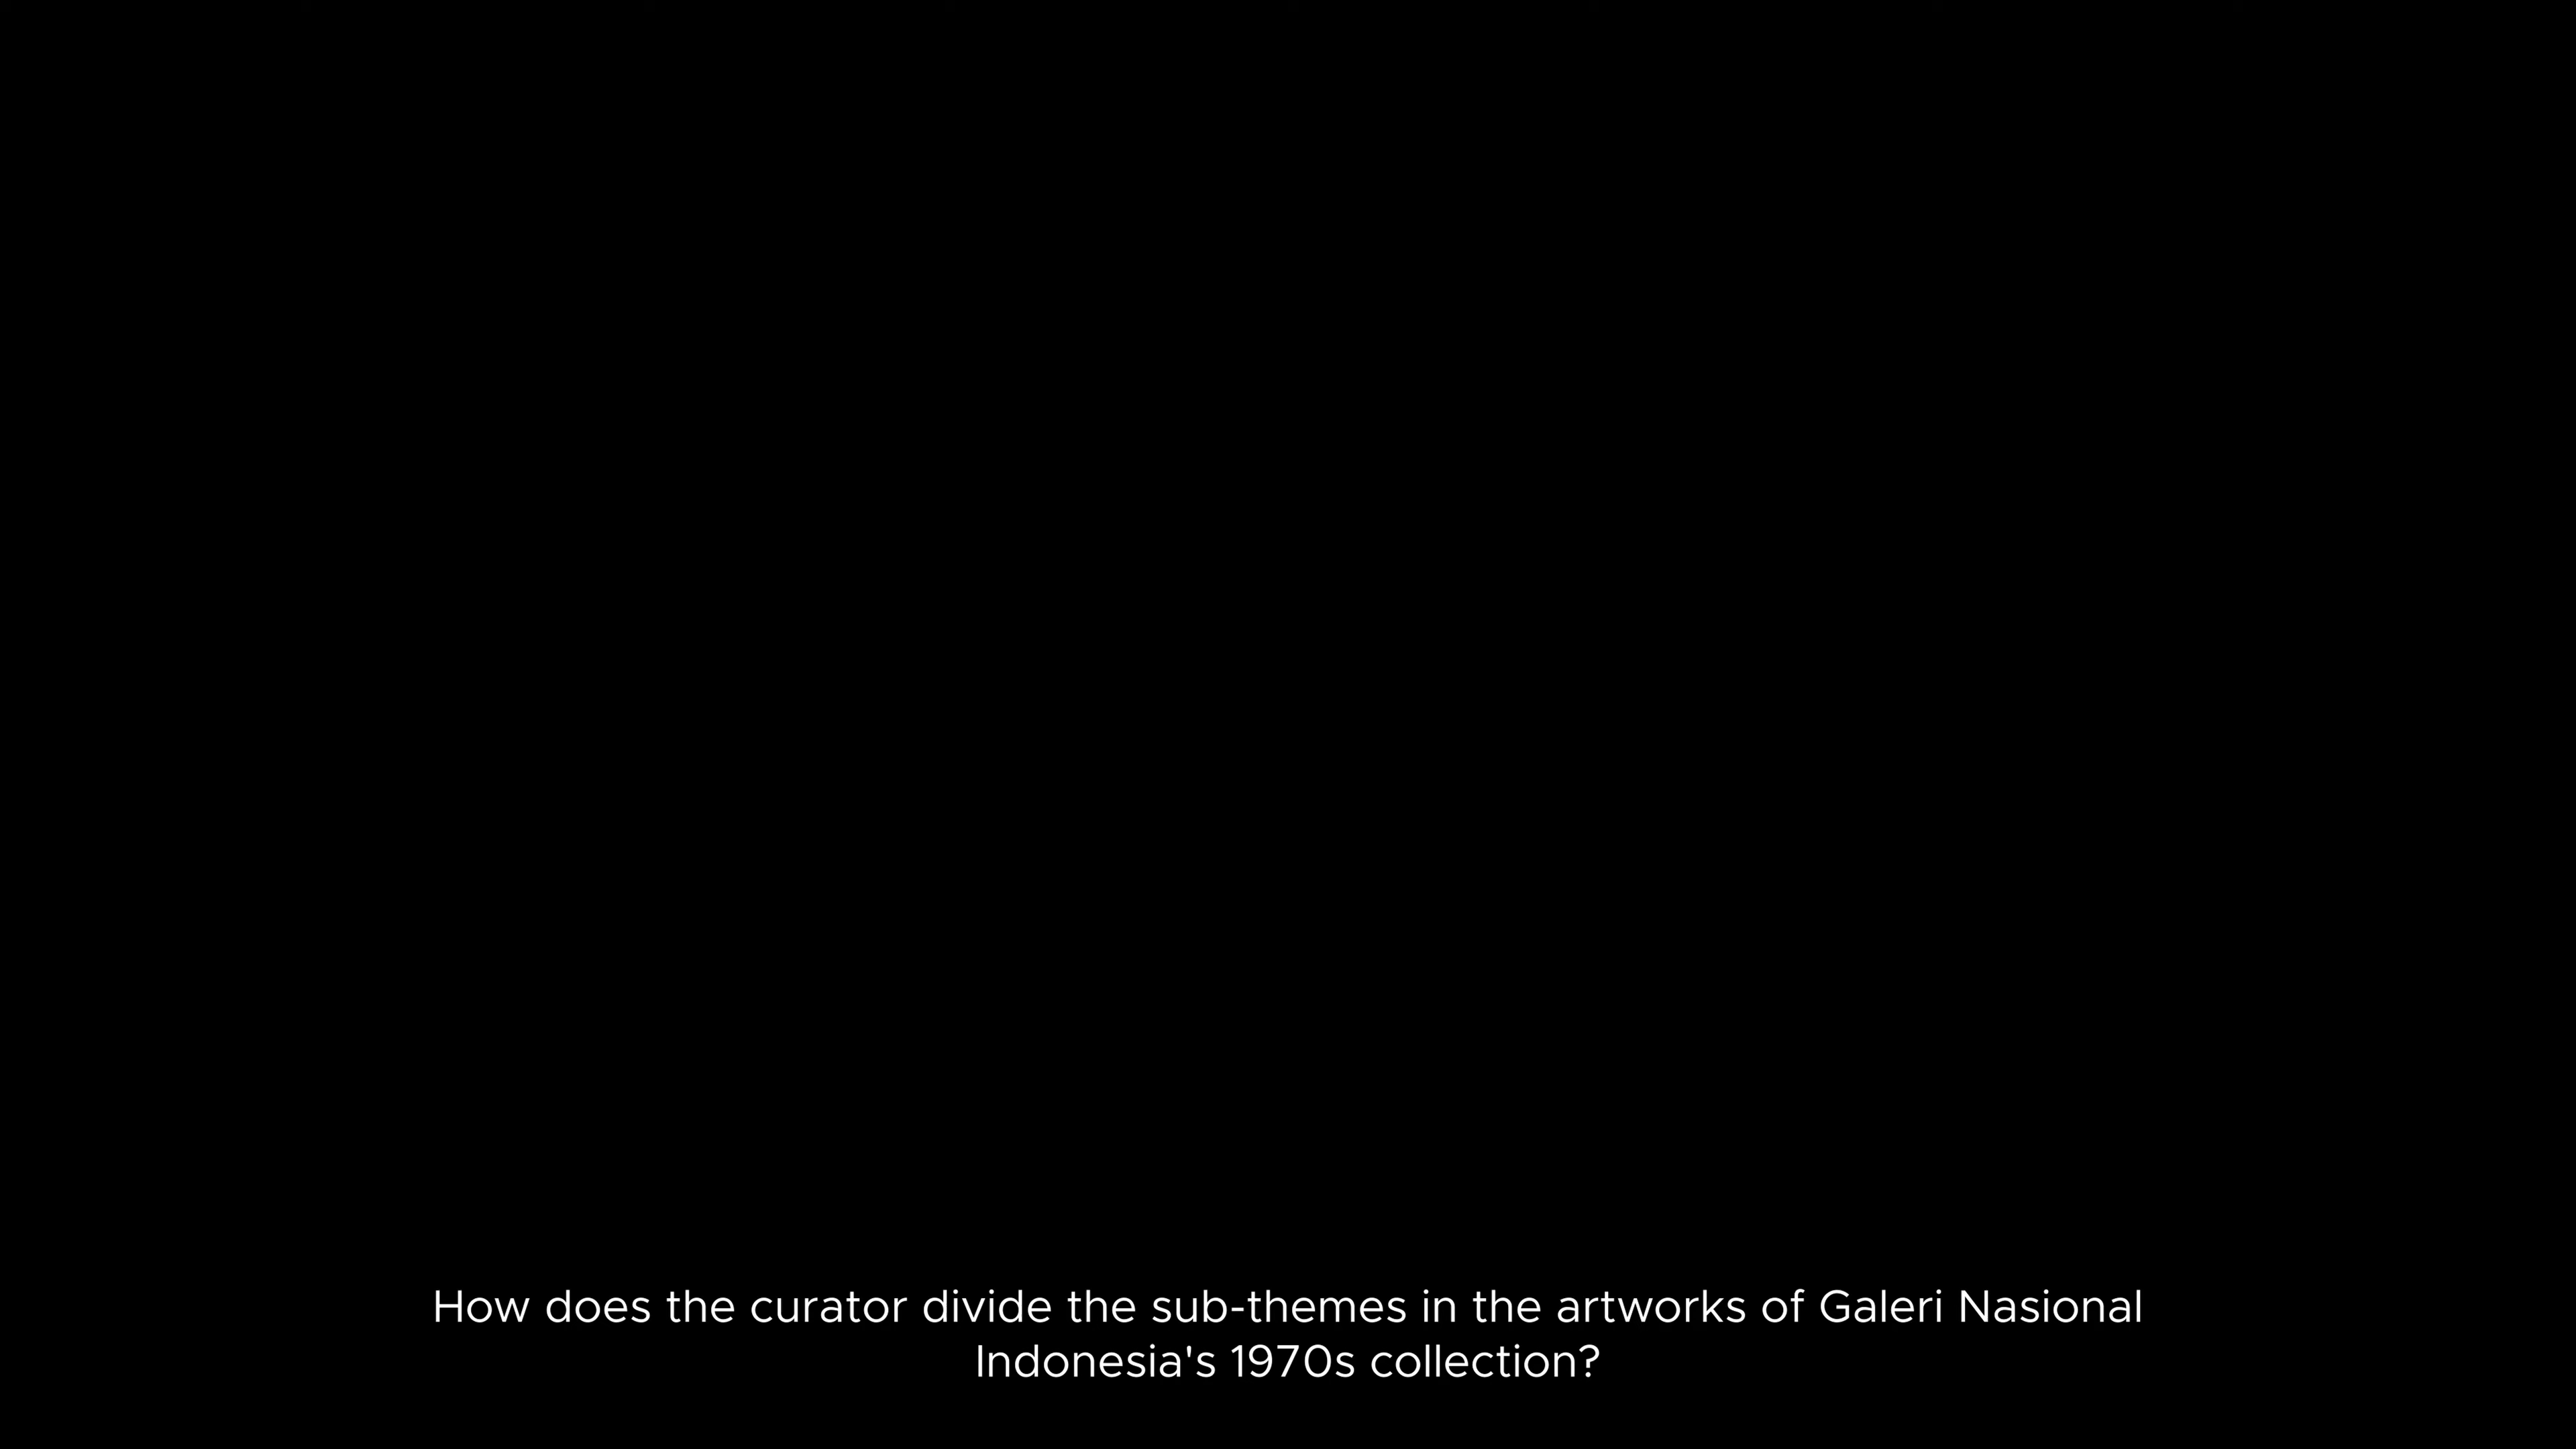 How does the curator divide the sub-themes in the artworks of Galeri Nasional
Indonesia's 1970s collection?